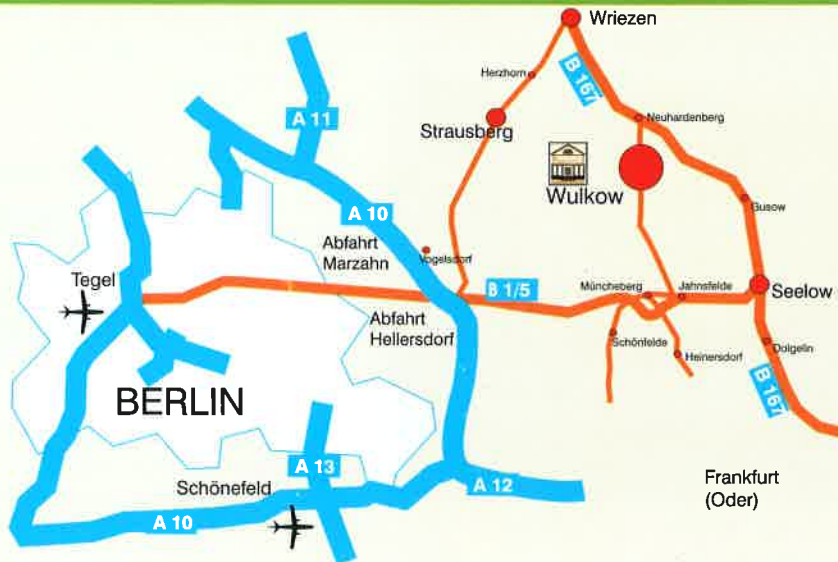 Wriezen
Herzhorn
B 167
A 11
Strausberg
Neuhardenberg
Wulkow
A 10
Gusow
Abfahrt
Marzahn
Vogelsdorf
Tegel
B 1/5
Müncheberg
Jahnsfelde
Seelow
Abfahrt
Hellersdorf
Schönfelde
Heinersdorf
Dolgelin
B 167
BERLIN
A 13
Schönefeld
A 12
Frankfurt
(Oder)
A 10